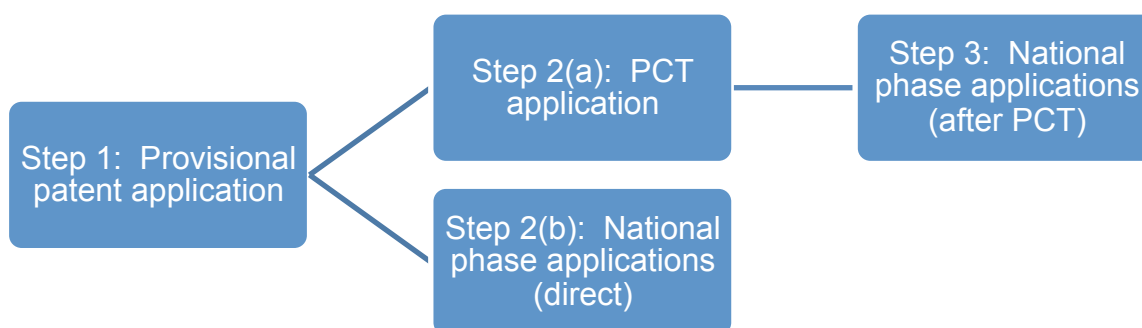 Step 1:  Provisional
patent application
Step 2(a):  PCT
application
Step 2(b):  National
phase applications
(direct)
Step 3:  National
phase applications
(after PCT)